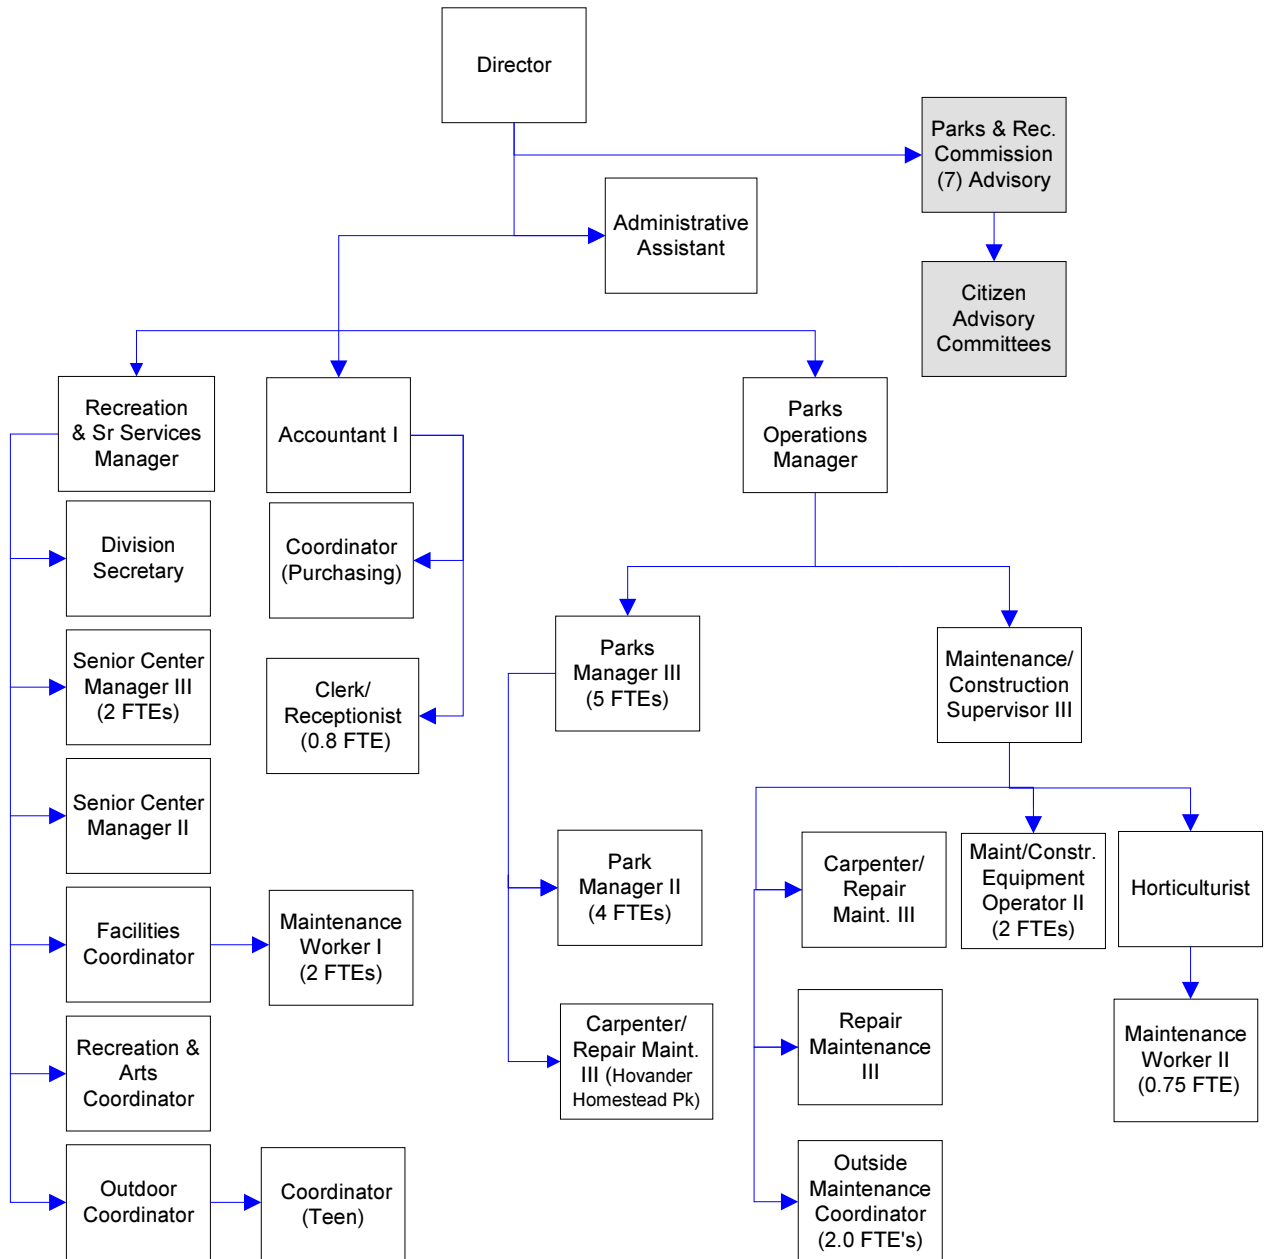 Director
Parks & Rec.
Commission
(7) Advisory
Administrative
Assistant
Citizen
Advisory
Committees
Recreation
& Sr Services
Manager
Accountant I
Parks
Operations
Manager
Division
Secretary
Coordinator
(Purchasing)
Senior Center
Manager III
(2 FTEs)
Clerk/
Receptionist
(0.8 FTE)
Parks
Manager III
(5 FTEs)
Maintenance/
Construction
Supervisor III
Senior Center
Manager II
Park
Manager II
(4 FTEs)
Carpenter/
Repair
Maint. III
Maint/Constr.
Equipment
Operator II
(2 FTEs)
Horticulturist
Facilities
Coordinator
Maintenance
Worker I
(2 FTEs)
Recreation &
Arts
Coordinator
Carpenter/
Repair Maint.
III (Hovander
Homestead Pk)
Repair
Maintenance
III
Maintenance
Worker II
(0.75 FTE)
Outdoor
Coordinator
Coordinator
(Teen)
Outside
Maintenance
Coordinator
(2.0 FTE's)